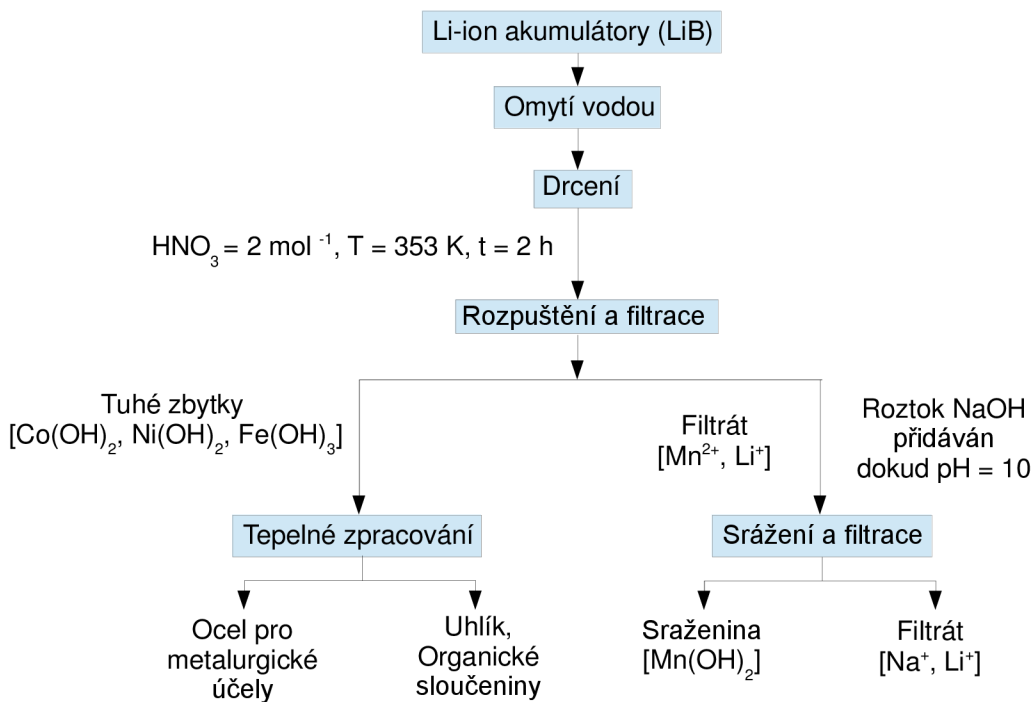 Li-ion akumulátory (LiB)
Omytí vodou
Drcení
HNO₃ = 2 mol ⁻¹, T = 353 K, t = 2 h
Rozpuštění a filtrace
Tuhé zbytky
[Co(OH)₂, Ni(OH)₂, Fe(OH)₃]
Filtrát
[Mn²⁺, Li⁺]
Roztok NaOH
přidáván
dokud pH = 10
Tepelné zpracování
Srážení a filtrace
Ocel pro
metalurgické
účely
Uhlík,
Organické
sloučeniny
Sraženina
[Mn(OH)₂]
Filtrát
[Na⁺, Li⁺]